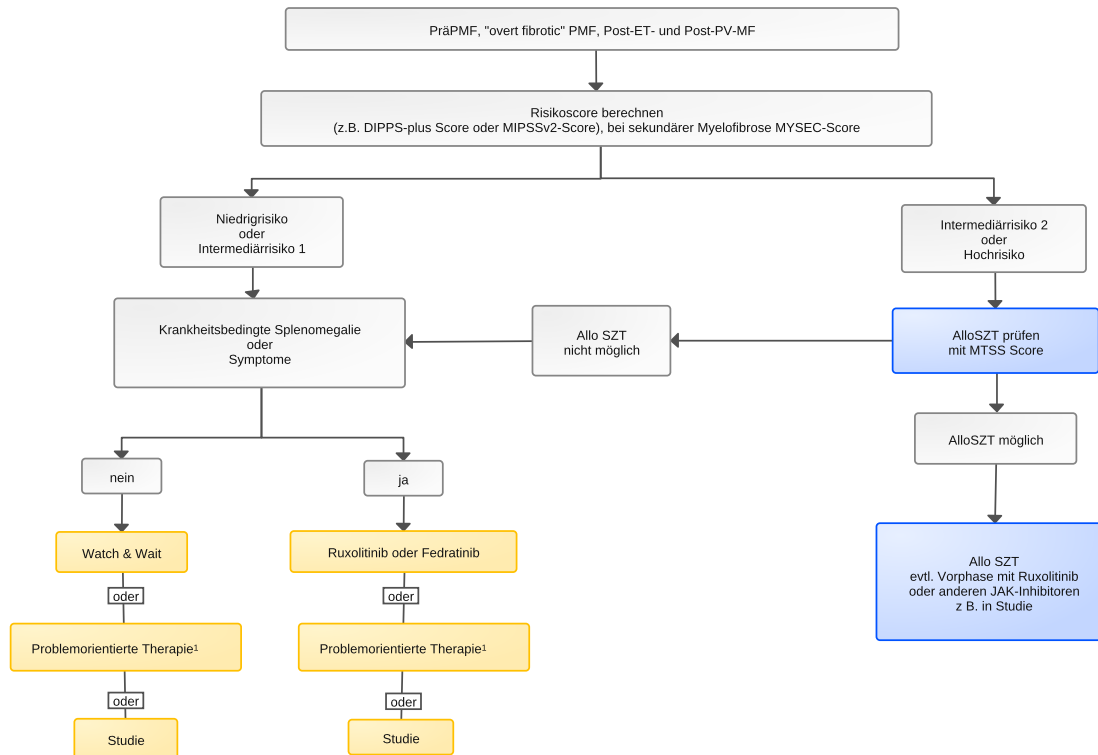 PräPMF, "overt fibrotic" PMF, Post-ET- und Post-PV-MF
Risikoscore berechnen
(z.B. DIPPS-plus Score oder MIPSSv2-Score), bei sekundärer Myelofibrose MYSEC-Score
Niedrigrisiko
oder
Intermediärrisiko 1
Intermediärrisiko 2
oder
Hochrisiko
Krankheitsbedingte Splenomegalie
oder
Symptome
Allo SZT
nicht möglich
AlloSZT prüfen
mit MTSS Score
AlloSZT möglich
nein
ja
Watch & Wait
Ruxolitinib oder Fedratinib
Allo SZT
evtl. Vorphase mit Ruxolitinib
oder anderen JAK-Inhibitoren
z B. in Studie
oder
oder
Problemorientierte Therapie¹
Problemorientierte Therapie¹
oder
oder
Studie
Studie